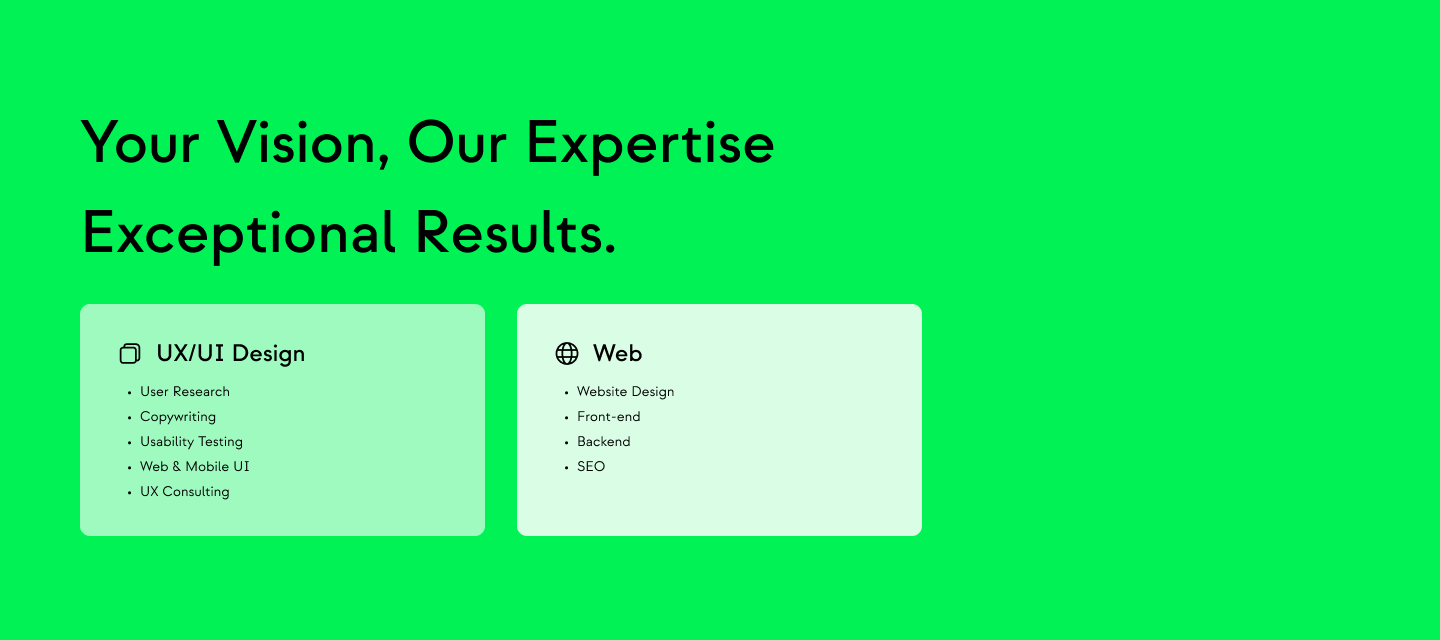 Your Vision, Our Expertise
Exceptional Results.
UX/UI Design
• User Research
• Copywriting
• Usability Testing
• Web & Mobile UI
• UX Consulting
Web
• Website Design
• Front-end
• Backend
• SEO